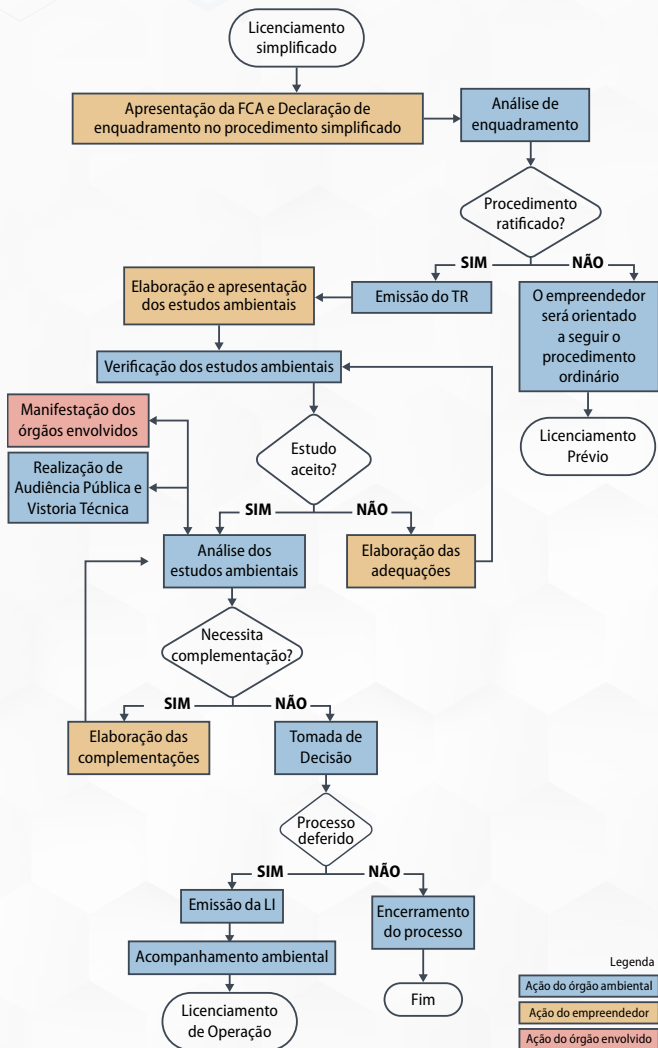 Licenciamento
simplificado
Apresentação da FCA e Declaração de
enquadramento no procedimento simplificado
Análise de
enquadramento
Procedimento
ratificado?
SIM
NÃO
Elaboração e apresentação
dos estudos ambientais
Emissão do TR
O empreendedor
será orientado
a seguir o
procedimento
ordinário
Verificação dos estudos ambientais
Manifestação dos
órgãos envolvidos
Estudo
aceito?
Licenciamento
Prévio
Realização de
Audiência Pública e
Vistoria Técnica
SIM
NÃO
Análise dos
estudos ambientais
Elaboração das
adequações
Necessita
complementação?
SIM
NÃO
Elaboração das
complementações
Tomada de
Decisão
Processo
deferido
SIM
NÃO
Emissão da LI
Encerramento
do processo
Acompanhamento ambiental
Licenciamento
de Operação
Fim
Legenda
Ação do órgão ambiental
Ação do empreendedor
Ação do órgão envolvido